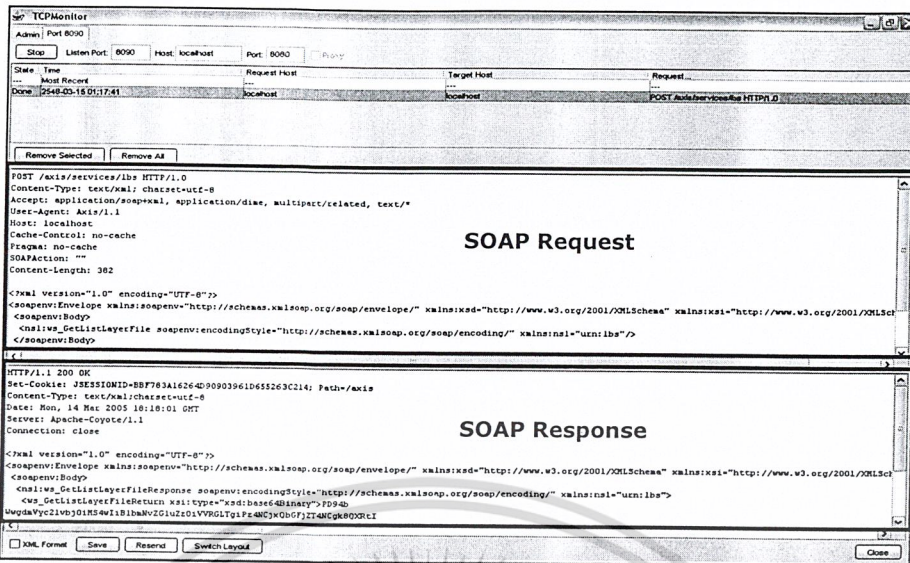 TCPMonitor
Admin Port 8090
Stop Listen Port: 8090 Host: localhost Port: 8080 Proxy
State Time Request Host Target Host Request...
--- Most Recent --- --- ---
Done 2548-03-15 01:17:41 localhost localhost POST /axis/services/lbs HTTP/1.0
Remove Selected Remove All
POST /axis/services/lbs HTTP/1.0
Content-Type: text/xml; charset=utf-8
Accept: application/soap+xml, application/dime, multipart/related, text/*
User-Agent: Axis/1.1
Host: localhost
Cache-Control: no-cache
Pragma: no-cache
SOAPAction: ""
Content-Length: 382
SOAP Request
<?xml version="1.0" encoding="UTF-8"?>
<soapenv:Envelope xmlns:soapenv="http://schemas.xmlsoap.org/soap/envelope/" xmlns:xsd="http://www.w3.org/2001/XMLSchema" xmlns:xsi="http://www.w3.org/2001/XMLSch
<soapenv:Body>
<ns1:ws_GetListLayerFile soapenv:encodingStyle="http://schemas.xmlsoap.org/soap/encoding/" xmlns:ns1="urn:lbs"/>
</soapenv:Body>
HTTP/1.1 200 OK
Set-Cookie: JSESSIONID=BBF783A16264D90903961D655263C214; Path=/axis
Content-Type: text/xml;charset=utf-8
Date: Mon, 14 Mar 2005 18:18:01 GMT
Server: Apache-Coyote/1.1
Connection: close
SOAP Response
<?xml version="1.0" encoding="UTF-8"?>
<soapenv:Envelope xmlns:soapenv="http://schemas.xmlsoap.org/soap/envelope/" xmlns:xsd="http://www.w3.org/2001/XMLSchema" xmlns:xsi="http://www.w3.org/2001/XMLSch
<soapenv:Body>
<ns1:ws_GetListLayerFileResponse soapenv:encodingStyle="http://schemas.xmlsoap.org/soap/encoding/" xmlns:ns1="urn:lbs">
<ws_GetListLayerFileReturn xsi:type="xsd:base64Binary">PD94b
XML Format Save Resend Switch Layout Close